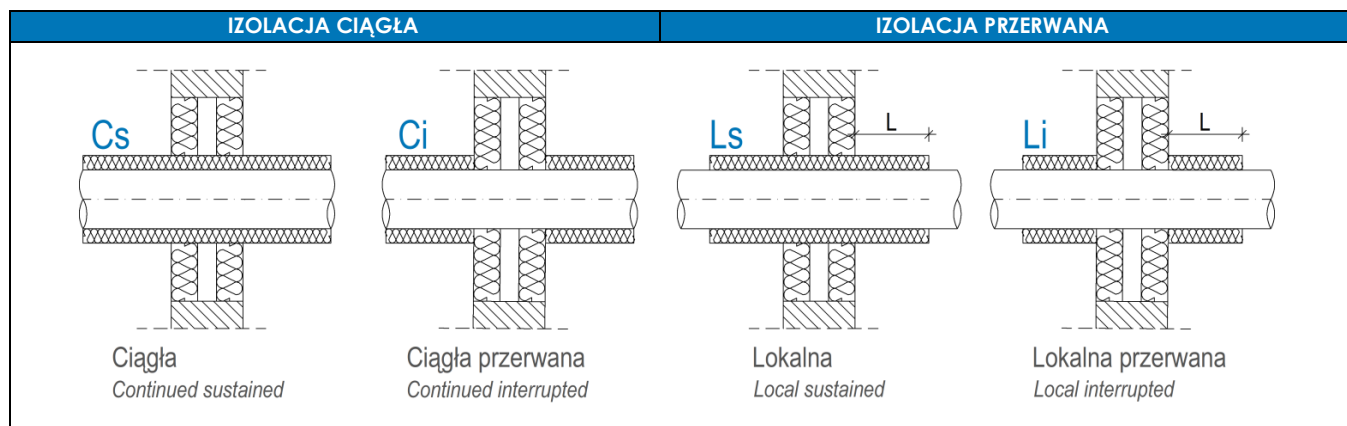 IZOLACJA CIĄGŁA
IZOLACJA PRZERWANA
Cs
Ci
Ls
L
Li
L
Ciągła
Continued sustained
Ciągła przerwana
Continued interrupted
Lokalna
Local sustained
Lokalna przerwana
Local interrupted